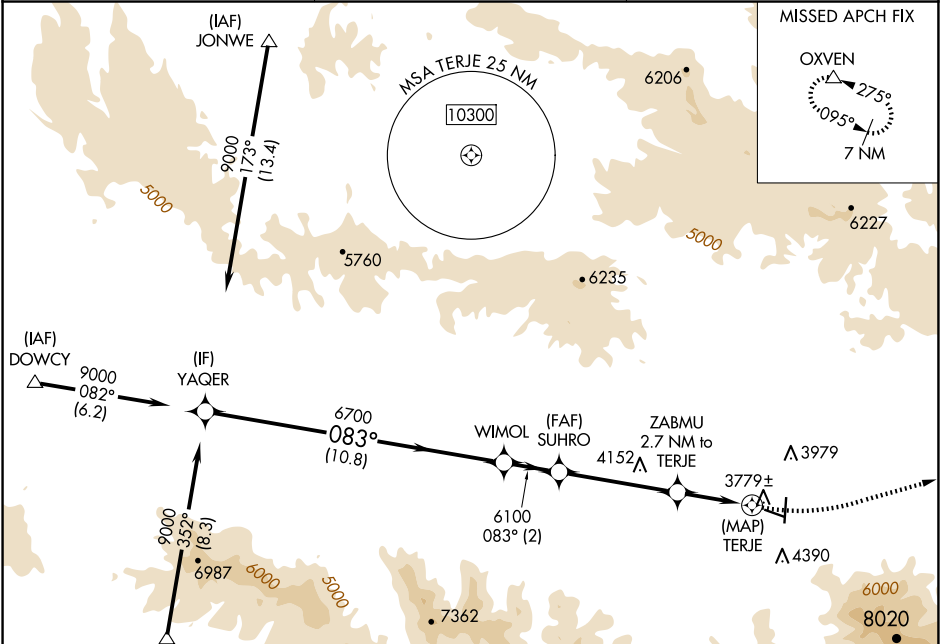 (IAF)
JONWE
9000
173°
(13.4)
MSA TERJE 25 NM
10300
6206
MISSED APCH FIX
OXVEN
275°
095°
7 NM
5000
5760
6235
5000
6227
(IAF)
DOWCY
9000
082°
(6.2)
(IF)
YAQER
6700
083°
(10.8)
WIMOL
(FAF)
SUHRO
6100
083° (2)
4152
ZABMU
2.7 NM to
TERJE
3979
3779±
(MAP)
TERJE
4390
9000
352°
(8.3)
6987
6000
5000
7362
6000
8020